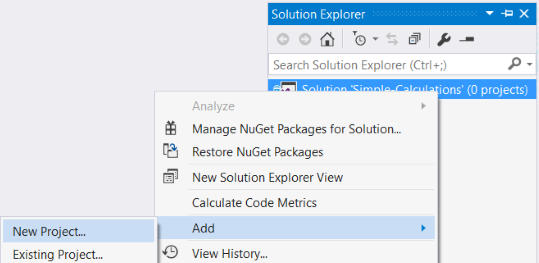 Solution Explorer
Search Solution Explorer (Ctrl+;)
Solution 'Simple-Calculations' (0 projects)
Analyze
Manage NuGet Packages for Solution...
Restore NuGet Packages
New Solution Explorer View
Calculate Code Metrics
Add
New Project...
Existing Project...
View History...